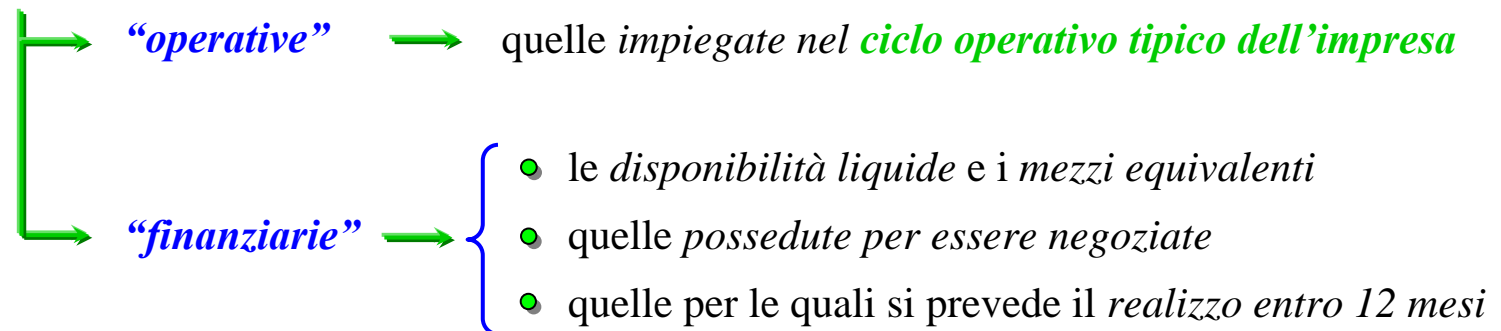 “operative” quelle impiegate nel ciclo operativo tipico dell’impresa
le disponibilità liquide e i mezzi equivalenti
“finanziarie” quelle possedute per essere negoziate
quelle per le quali si prevede il realizzo entro 12 mesi